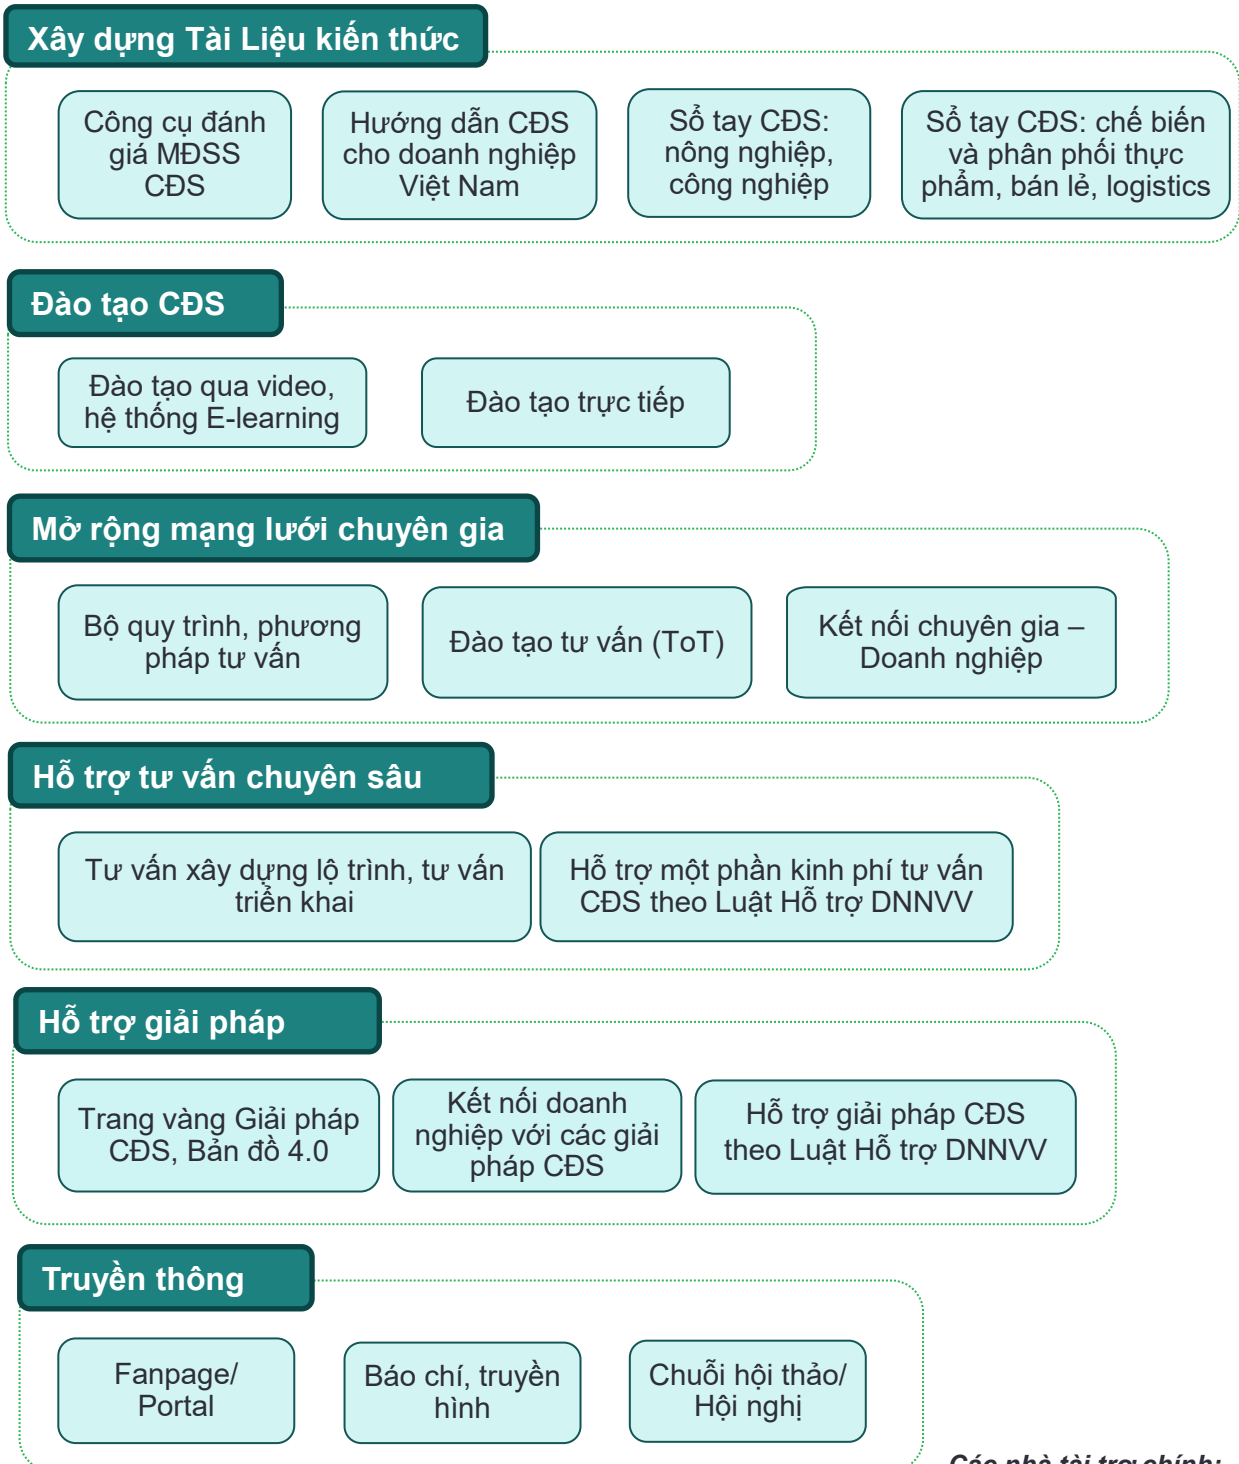 Xây dựng Tài Liệu kiến thức
Công cụ đánh
giá MĐSS
CĐS
Hướng dẫn CĐS
cho doanh nghiệp
Việt Nam
Sổ tay CĐS:
nông nghiệp,
công nghiệp
Sổ tay CĐS: chế biến
và phân phối thực
phẩm, bán lẻ, logistics
Đào tạo CĐS
Đào tạo qua video,
hệ thống E-learning
Đào tạo trực tiếp
Mở rộng mạng lưới chuyên gia
Bộ quy trình, phương
pháp tư vấn
Đào tạo tư vấn (ToT)
Kết nối chuyên gia –
Doanh nghiệp
Hỗ trợ tư vấn chuyên sâu
Tư vấn xây dựng lộ trình, tư vấn
triển khai
Hỗ trợ một phần kinh phí tư vấn
CĐS theo Luật Hỗ trợ DNNVV
Hỗ trợ giải pháp
Trang vàng Giải pháp
CĐS, Bản đồ 4.0
Kết nối doanh
nghiệp với các giải
pháp CĐS
Hỗ trợ giải pháp CĐS
theo Luật Hỗ trợ DNNVV
Truyền thông
Fanpage/
Portal
Báo chí, truyền
hình
Chuỗi hội thảo/
Hội nghị
Các nhà tài trợ chính: